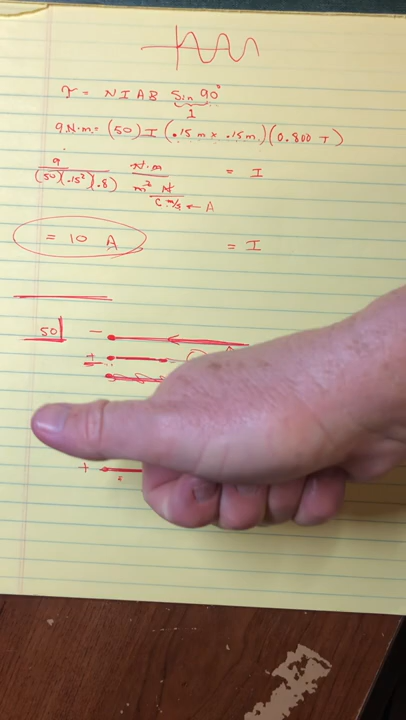 τ = N I A B Sin 90°
1
9 N·m = (50) I (.15 m × .15 m)(0.800 T)
9 / (50)(.15²)(.8) N·m / m² N / C m/s ← A = I
= 10 A = I
50 −
+
+